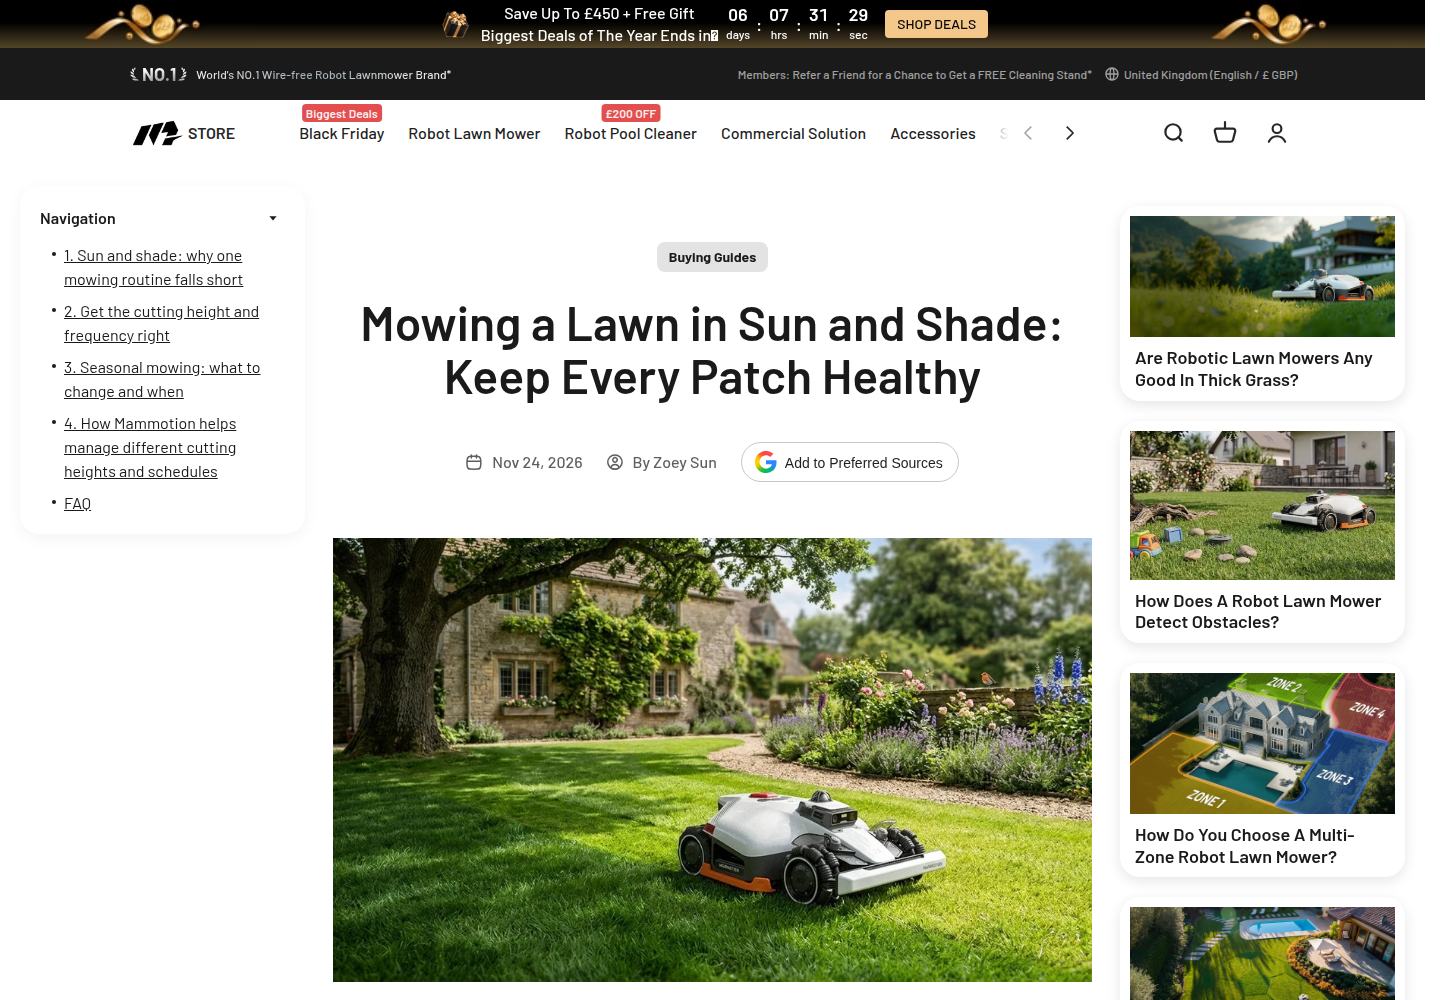 Save Up To £450 + Free Gift
Biggest Deals of The Year Ends in
06 : 07 : 31 : 29
days hrs min sec
SHOP DEALS
NO.1 World's NO.1 Wire-free Robot Lawnmower Brand*
Members: Refer a Friend for a Chance to Get a FREE Cleaning Stand*
United Kingdom (English / £ GBP)
STORE
Biggest Deals
Black Friday
Robot Lawn Mower
£200 OFF
Robot Pool Cleaner
Commercial Solution
Accessories
Navigation
1. Sun and shade: why one
mowing routine falls short
2. Get the cutting height and
frequency right
3. Seasonal mowing: what to
change and when
4. How Mammotion helps
manage different cutting
heights and schedules
FAQ
Buying Guides
Mowing a Lawn in Sun and Shade:
Keep Every Patch Healthy
Nov 24, 2026
By Zoey Sun
Add to Preferred Sources
Are Robotic Lawn Mowers Any
Good In Thick Grass?
How Does A Robot Lawn Mower
Detect Obstacles?
ZONE 2
ZONE 4
ZONE 3
ZONE 1
How Do You Choose A Multi-
Zone Robot Lawn Mower?